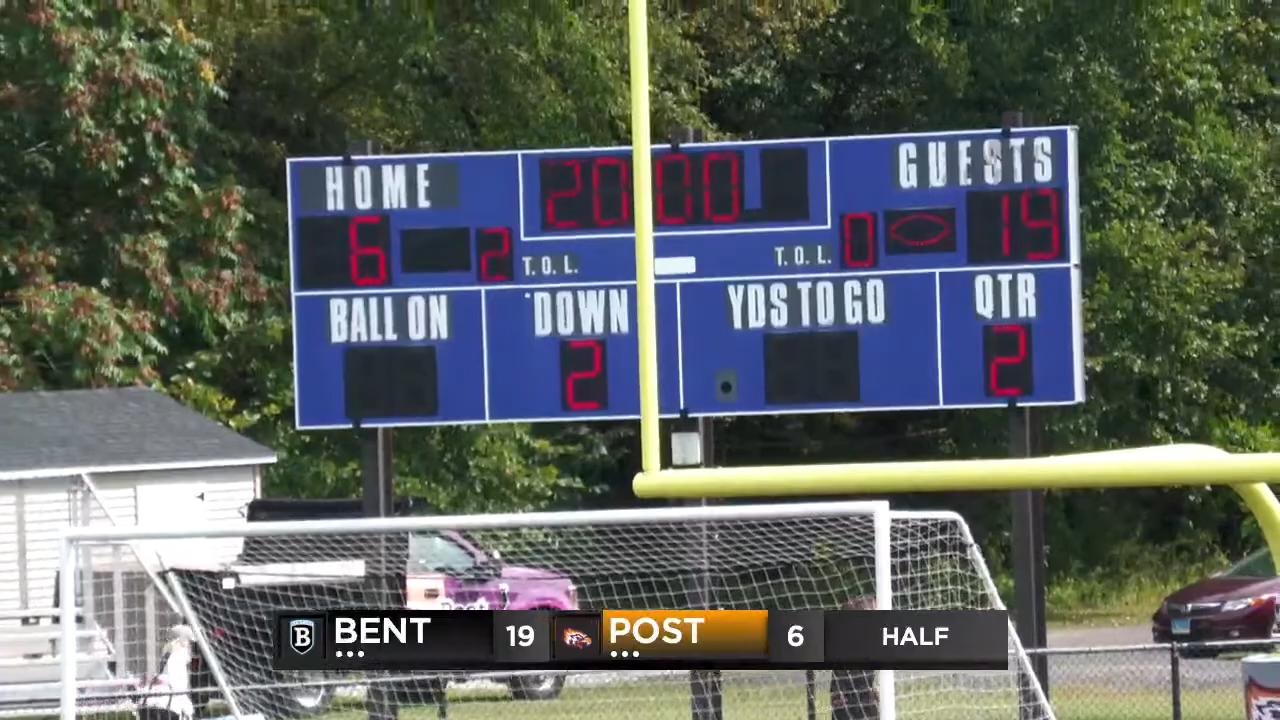 HOME
20:00
GUESTS
6
2
T.O.L.
T.O.L.
0
19
BALL ON
DOWN
YDS TO GO
QTR
2
2
B BENT 19 POST 6 HALF